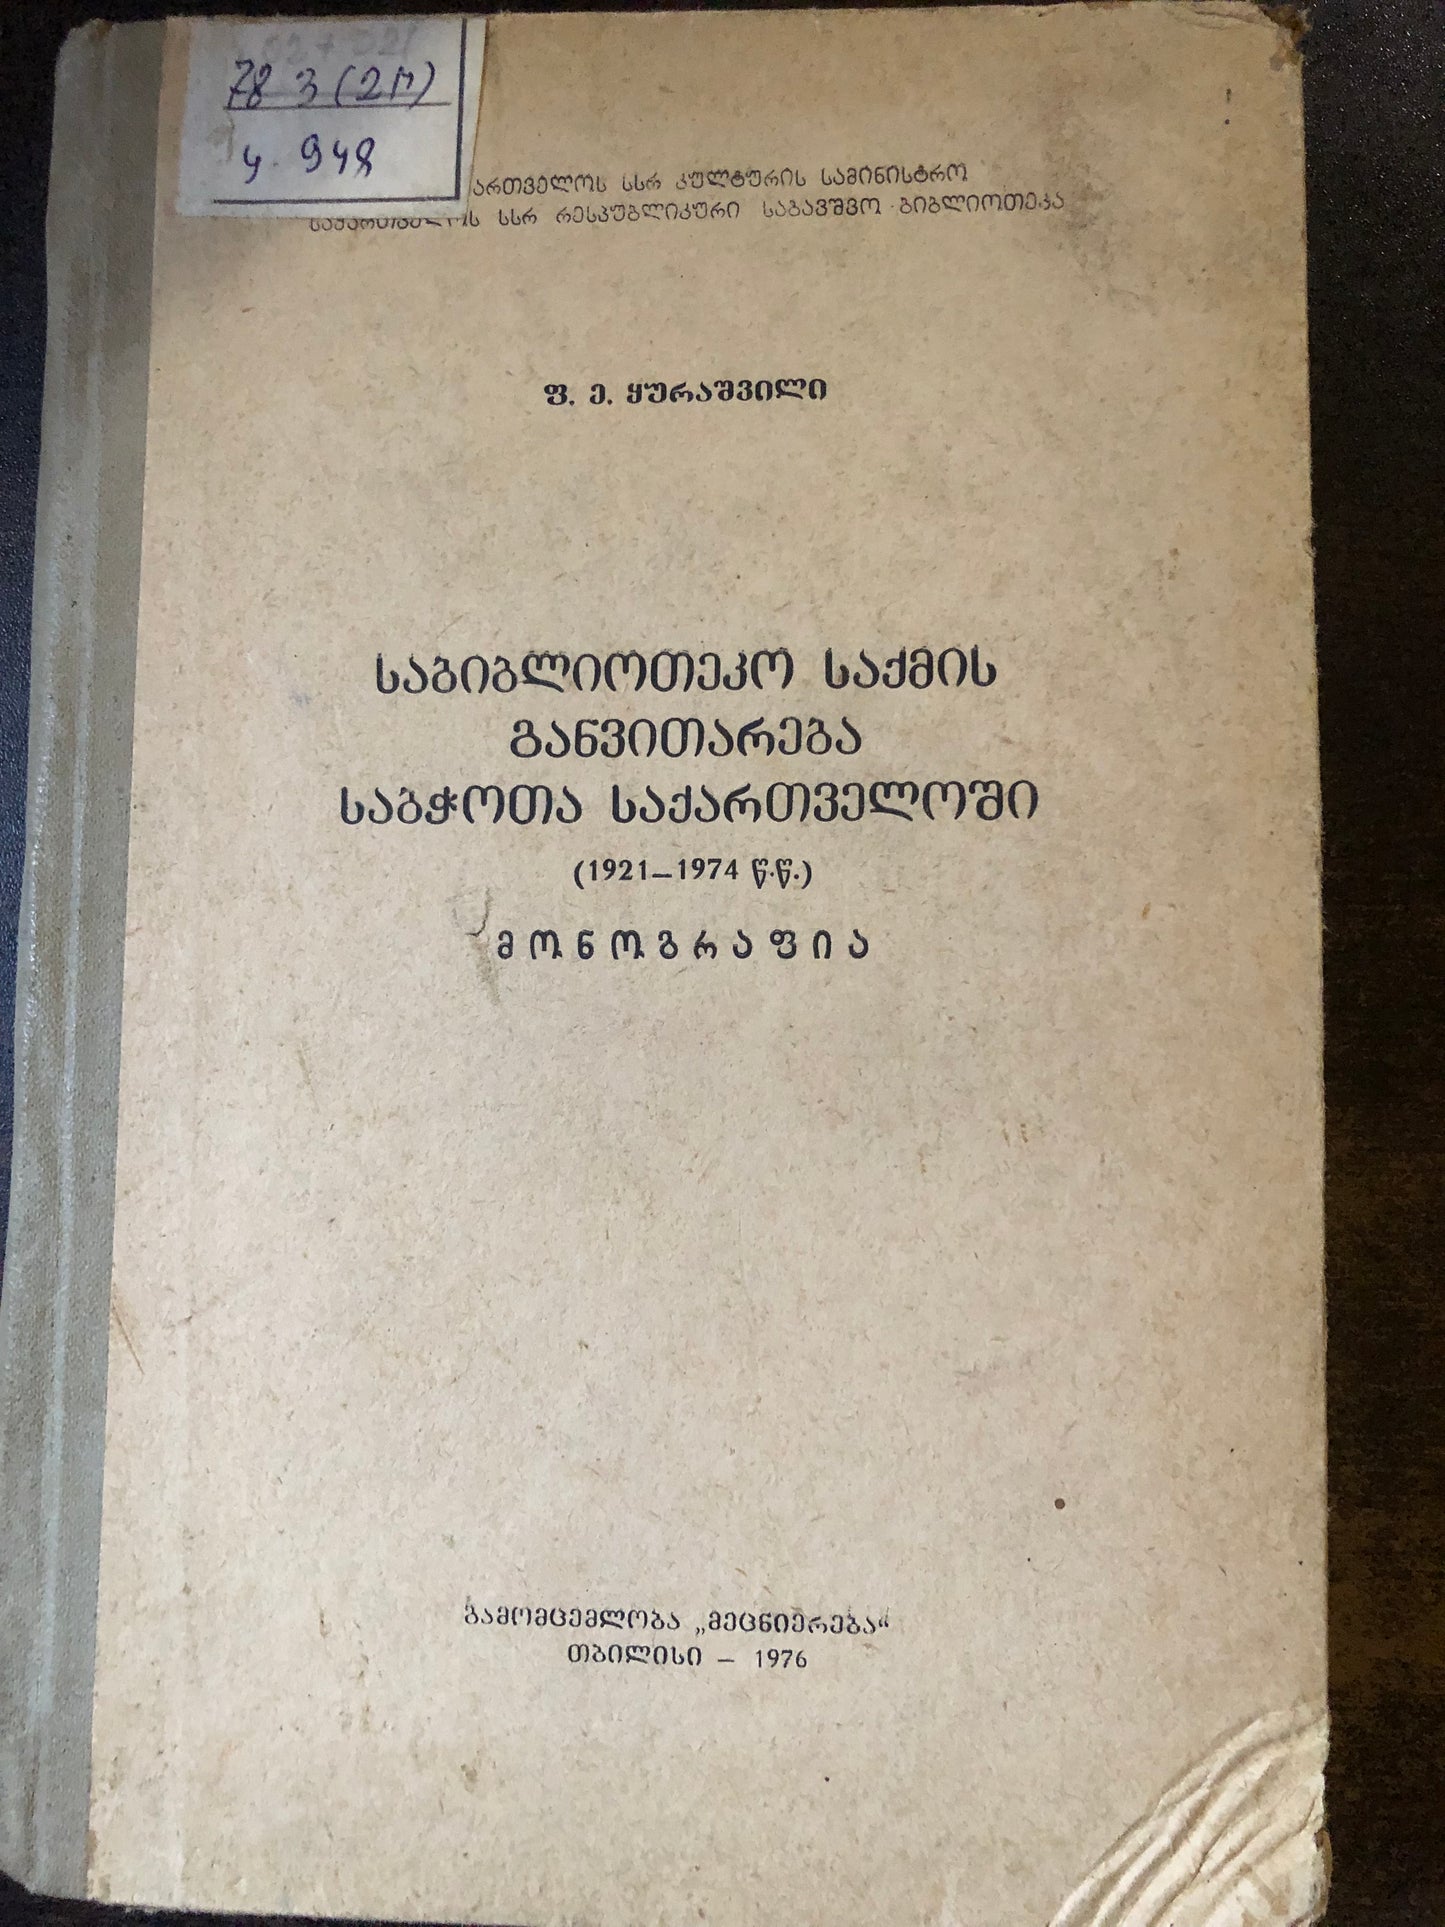 78 3 (2Г)
ყ. 948
ართველოს სსრ კულტურის სამინისტრო
საქართველოს სსრ რესპუბლიკური საბავშვო ბიბლიოთეკა
ფ. ე. ყურაშვილი
საბიბლიოთეკო საქმის
განვითარება
საბჭოთა საქართველოში
(1921—1974 წ.წ.)
მონოგრაფია
გამომცემლობა „მეცნიერება“
თბილისი — 1976